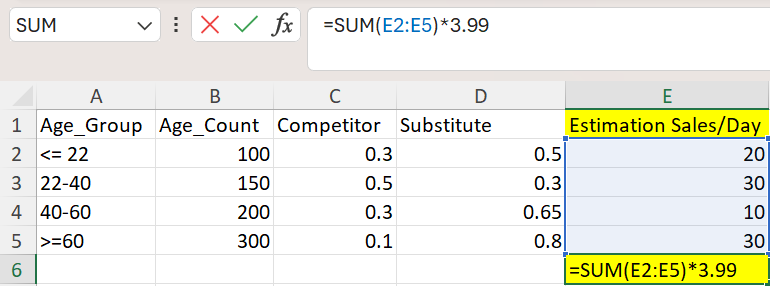 SUM fx =SUM(E2:E5)*3.99
A B C D E
1 Age_Group Age_Count Competitor Substitute Estimation Sales/Day
2 <= 22 100 0.3 0.5 20
3 22-40 150 0.5 0.3 30
4 40-60 200 0.3 0.65 10
5 >=60 300 0.1 0.8 30
6 =SUM(E2:E5)*3.99